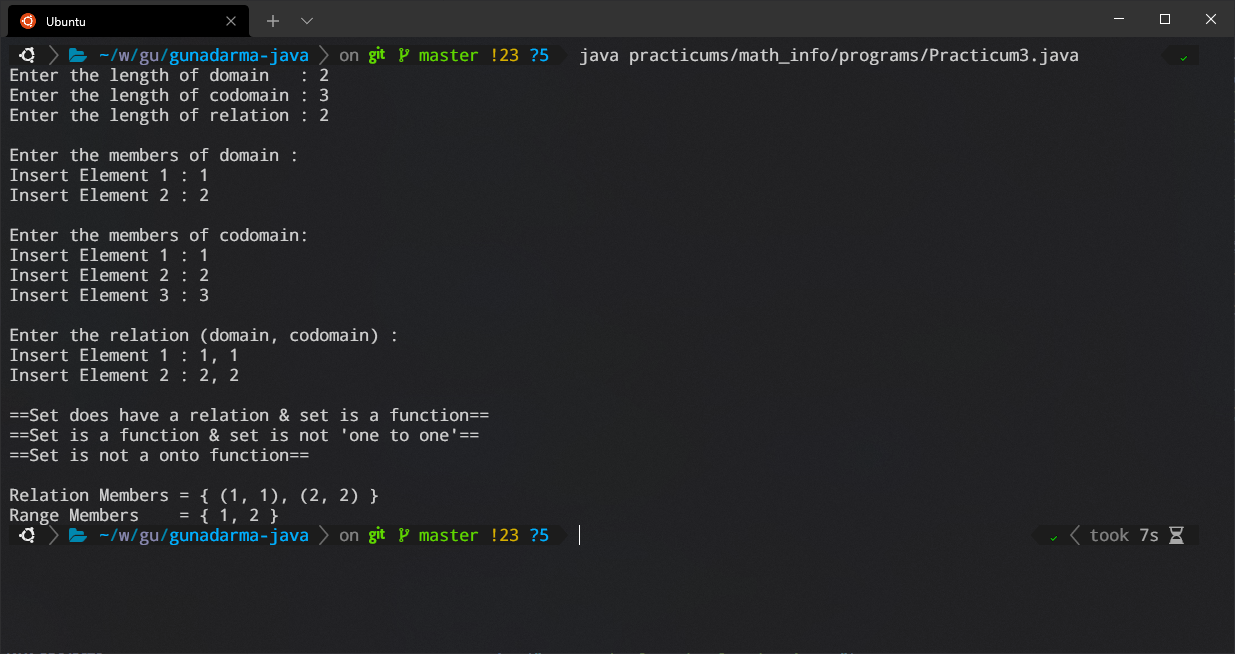 Ubuntu
~/w/gu/gunadarma-java on git master !23 ?5 java practicums/math_info/programs/Practicum3.java
Enter the length of domain   : 2
Enter the length of codomain : 3
Enter the length of relation : 2
Enter the members of domain :
Insert Element 1 : 1
Insert Element 2 : 2
Enter the members of codomain:
Insert Element 1 : 1
Insert Element 2 : 2
Insert Element 3 : 3
Enter the relation (domain, codomain) :
Insert Element 1 : 1, 1
Insert Element 2 : 2, 2
==Set does have a relation & set is a function==
==Set is a function & set is not 'one to one'==
==Set is not a onto function==
Relation Members = { (1, 1), (2, 2) }
Range Members    = { 1, 2 }
~/w/gu/gunadarma-java on git master !23 ?5 took 7s